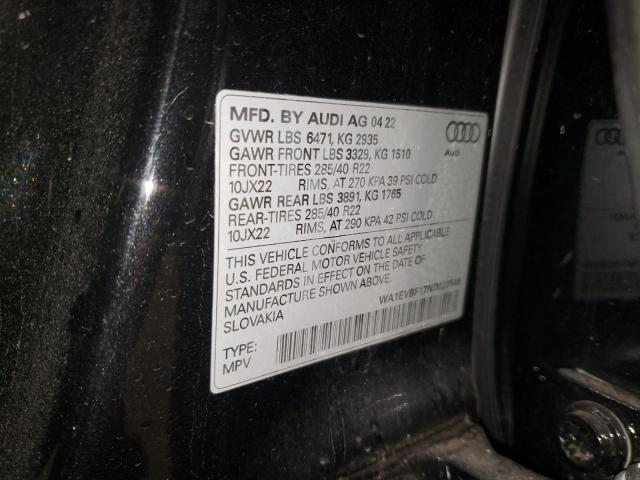 MFD. BY AUDI AG 04 22
GVWR LBS 6471, KG 2935
GAWR FRONT LBS 3329, KG 1510
FRONT-TIRES 285/40 R22
10JX22 RIMS, AT 270 KPA 39 PSI COLD
GAWR REAR LBS 3891, KG 1765
REAR-TIRES 285/40 R22
10JX22 RIMS, AT 290 KPA 42 PSI COLD
Audi
THIS VEHICLE CONFORMS TO ALL APPLICABLE
U.S. FEDERAL MOTOR VEHICLE SAFETY
STANDARDS IN EFFECT ON THE DATE OF
MANUFACTURE SHOWN ABOVE.
SLOVAKIA
TYPE:
MPV